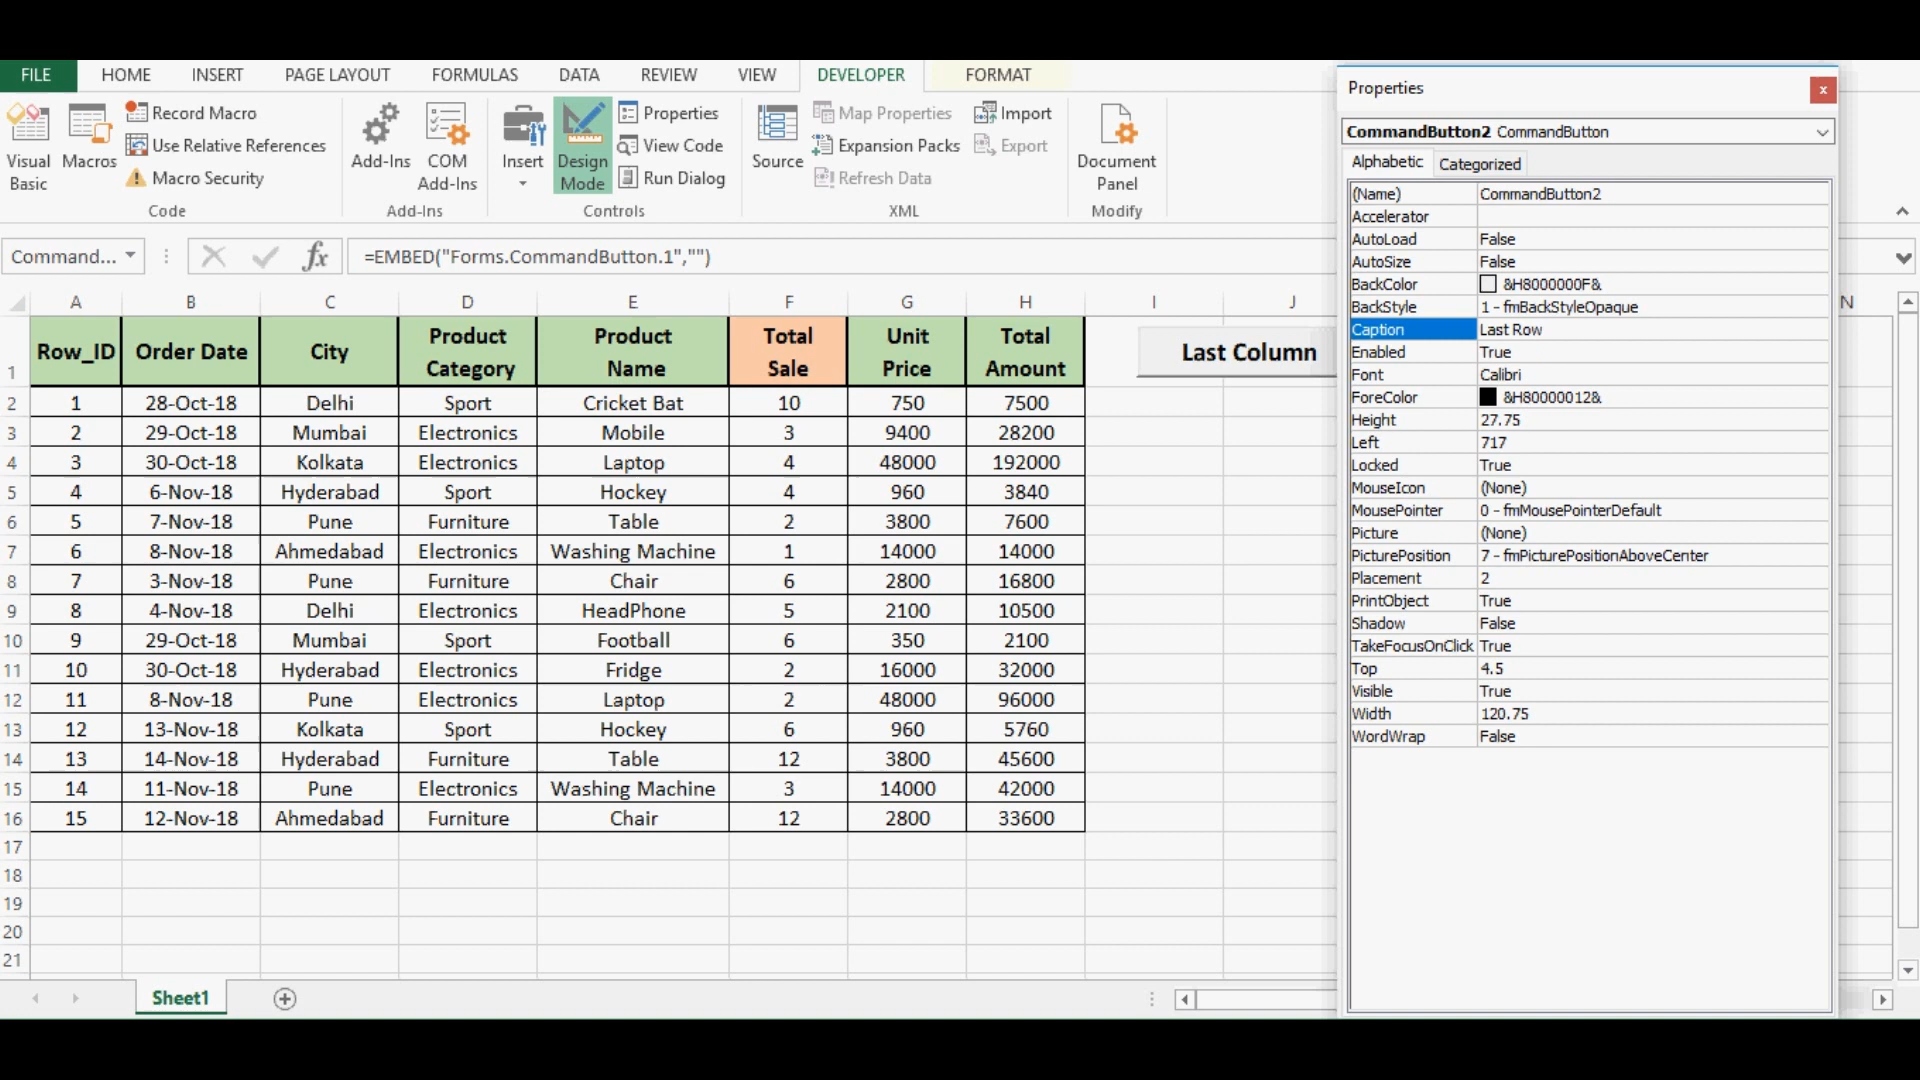 FILE HOME INSERT PAGE LAYOUT FORMULAS DATA REVIEW VIEW DEVELOPER FORMAT
Visual Basic
Macros
Record Macro
Use Relative References
Macro Security
Code
Add-Ins
COM Add-Ins
Add-Ins
Insert
Design Mode
Properties
View Code
Run Dialog
Controls
Source
Map Properties
Expansion Packs
Refresh Data
Import
Export
XML
Document Panel
Modify
Command... fx =EMBED("Forms.CommandButton.1","")
A B C D E F G H I J N
1 Row_ID Order Date City Product Category Product Name Total Sale Unit Price Total Amount
Last Column
2 1 28-Oct-18 Delhi Sport Cricket Bat 10 750 7500
3 2 29-Oct-18 Mumbai Electronics Mobile 3 9400 28200
4 3 30-Oct-18 Kolkata Electronics Laptop 4 48000 192000
5 4 6-Nov-18 Hyderabad Sport Hockey 4 960 3840
6 5 7-Nov-18 Pune Furniture Table 2 3800 7600
7 6 8-Nov-18 Ahmedabad Electronics Washing Machine 1 14000 14000
8 7 3-Nov-18 Pune Furniture Chair 6 2800 16800
9 8 4-Nov-18 Delhi Electronics HeadPhone 5 2100 10500
10 9 29-Oct-18 Mumbai Sport Football 6 350 2100
11 10 30-Oct-18 Hyderabad Electronics Fridge 2 16000 32000
12 11 8-Nov-18 Pune Electronics Laptop 2 48000 96000
13 12 13-Nov-18 Kolkata Sport Hockey 6 960 5760
14 13 14-Nov-18 Hyderabad Furniture Table 12 3800 45600
15 14 11-Nov-18 Pune Electronics Washing Machine 3 14000 42000
16 15 12-Nov-18 Ahmedabad Furniture Chair 12 2800 33600
17
18
19
20
21
Sheet1
Properties
x
CommandButton2 CommandButton
Alphabetic Categorized
(Name) CommandButton2
Accelerator
AutoLoad False
AutoSize False
BackColor &H8000000F&
BackStyle 1 - fmBackStyleOpaque
Caption Last Row
Enabled True
Font Calibri
ForeColor &H80000012&
Height 27.75
Left 717
Locked True
MouseIcon (None)
MousePointer 0 - fmMousePointerDefault
Picture (None)
PicturePosition 7 - fmPicturePositionAboveCenter
Placement 2
PrintObject True
Shadow False
TakeFocusOnClick True
Top 4.5
Visible True
Width 120.75
WordWrap False